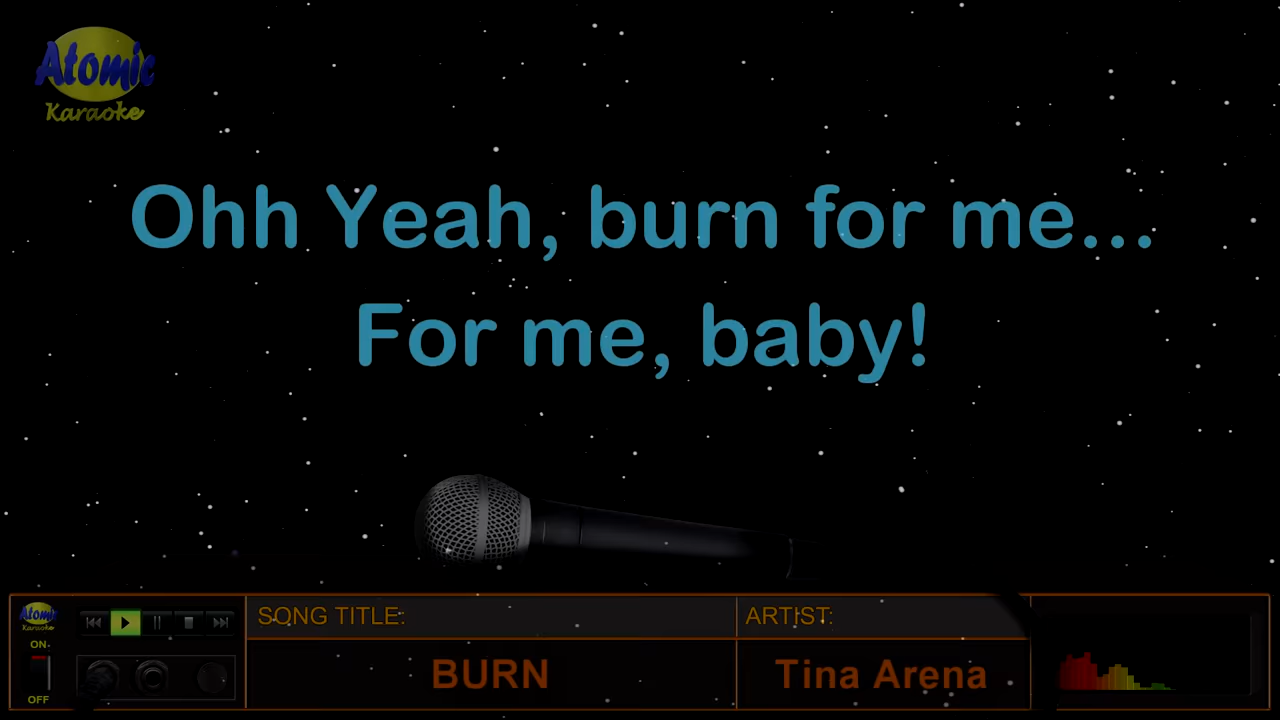 Atomic
Karaoke
Ohh Yeah, burn for me...
For me, baby!
Atomic
Karaoke
ON
OFF
SONG TITLE:
ARTIST:
BURN
Tina Arena